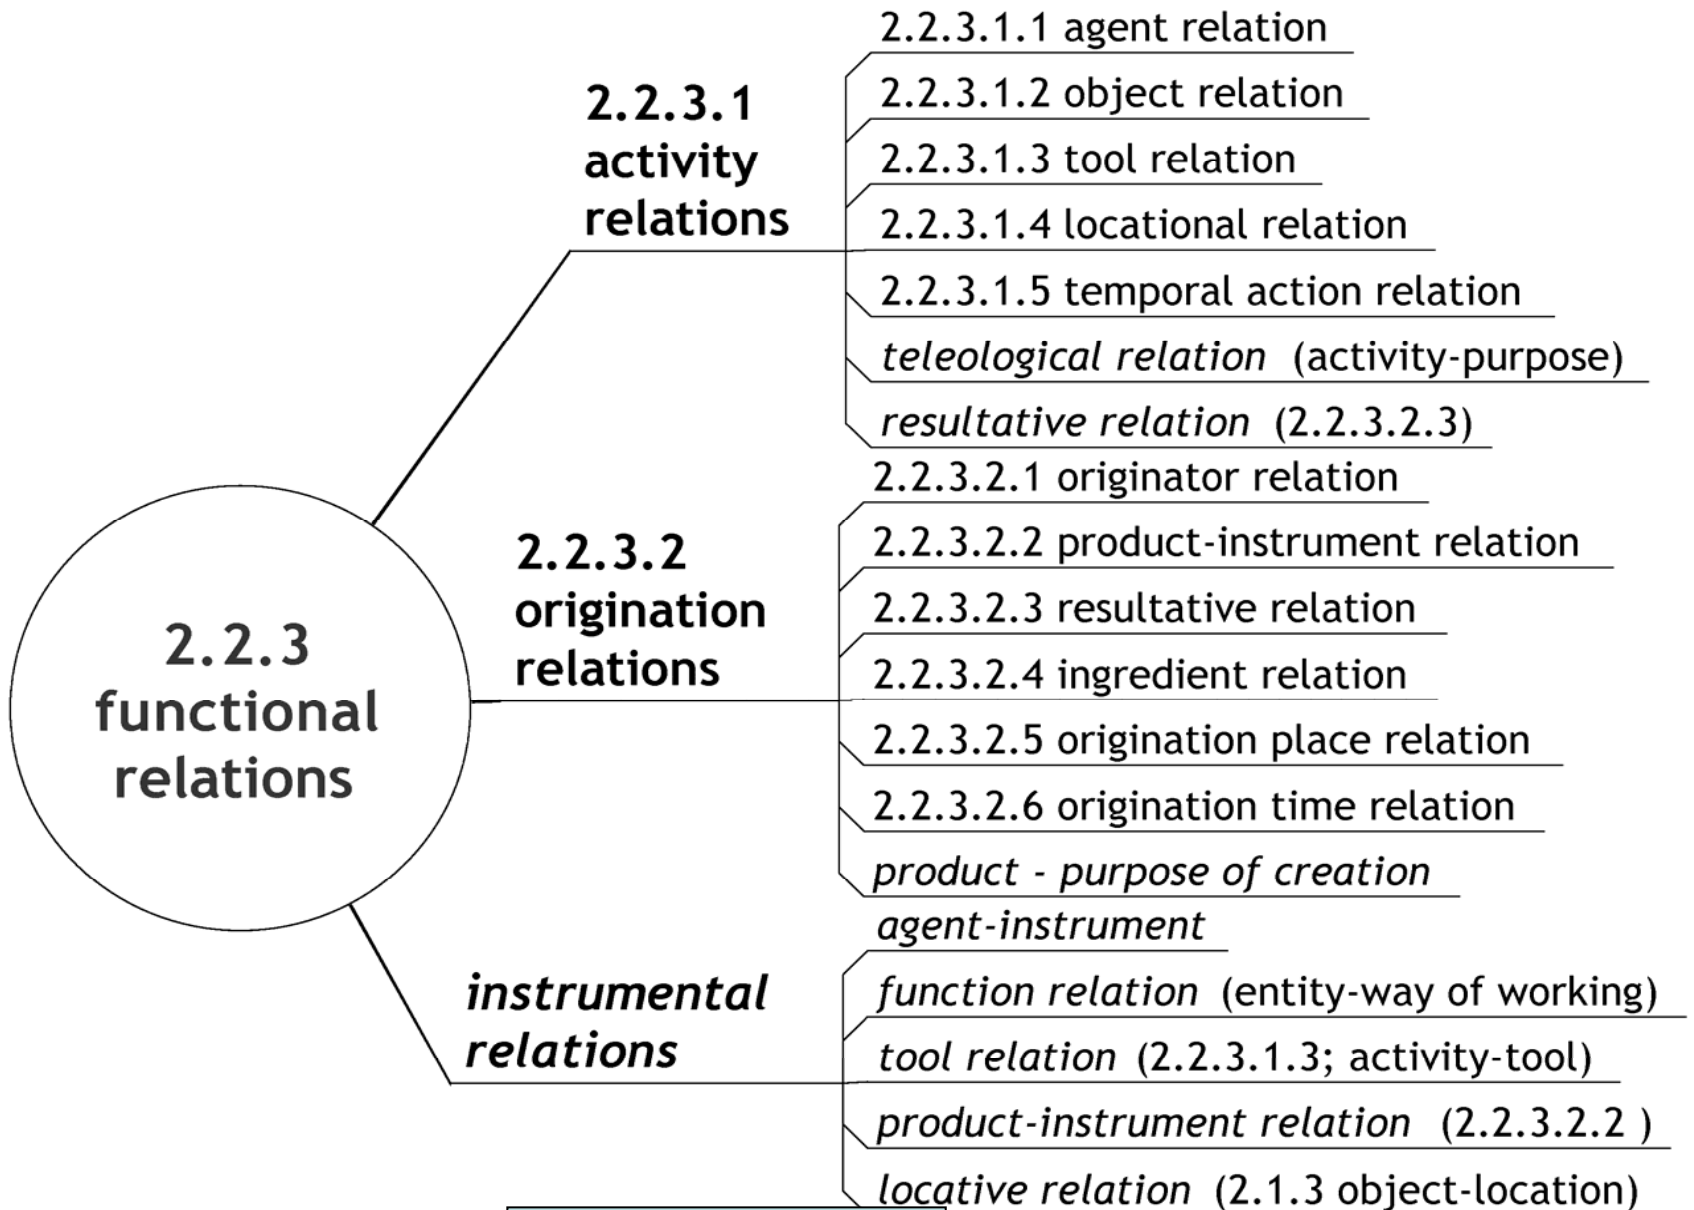 2.2.3
functional
relations
2.2.3.1
activity
relations
2.2.3.1.1 agent relation
2.2.3.1.2 object relation
2.2.3.1.3 tool relation
2.2.3.1.4 locational relation
2.2.3.1.5 temporal action relation
teleological relation (activity-purpose)
resultative relation (2.2.3.2.3)
2.2.3.2
origination
relations
2.2.3.2.1 originator relation
2.2.3.2.2 product-instrument relation
2.2.3.2.3 resultative relation
2.2.3.2.4 ingredient relation
2.2.3.2.5 origination place relation
2.2.3.2.6 origination time relation
product - purpose of creation
instrumental
relations
agent-instrument
function relation (entity-way of working)
tool relation (2.2.3.1.3; activity-tool)
product-instrument relation (2.2.3.2.2 )
locative relation (2.1.3 object-location)